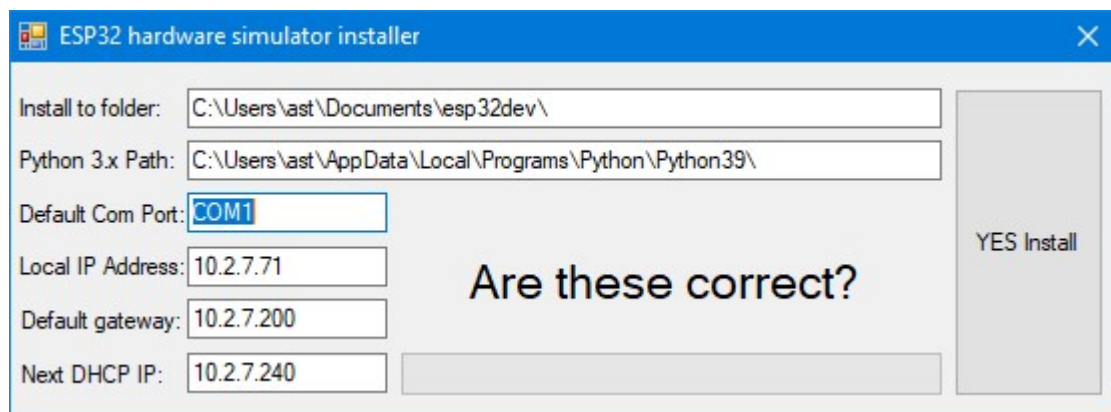 ESP32 hardware simulator installer
Install to folder: C:\Users\ast\Documents\esp32dev\
Python 3.x Path: C:\Users\ast\AppData\Local\Programs\Python\Python39\
Default Com Port: COM1
Local IP Address: 10.2.7.71
Default gateway: 10.2.7.200
Next DHCP IP: 10.2.7.240
Are these correct?
YES Install